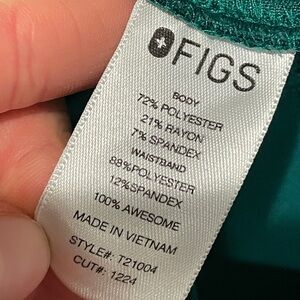 FIGS
BODY
72% POLYESTER
21% RAYON
7% SPANDEX
WAISTBAND
88%POLYESTER
12%SPANDEX
100% AWESOME
MADE IN VIETNAM
STYLE#: T21004
CUT#: 1224